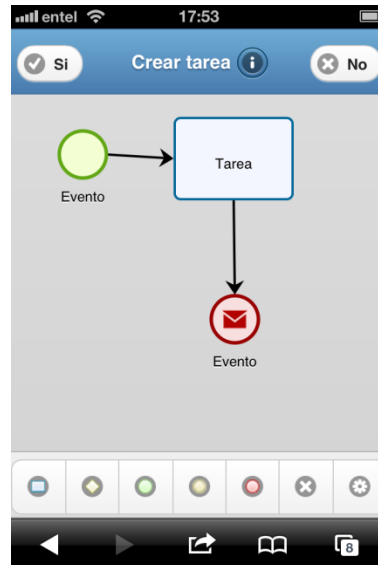 entel 17:53
Si Crear tarea i No
Tarea
Evento
Evento
8